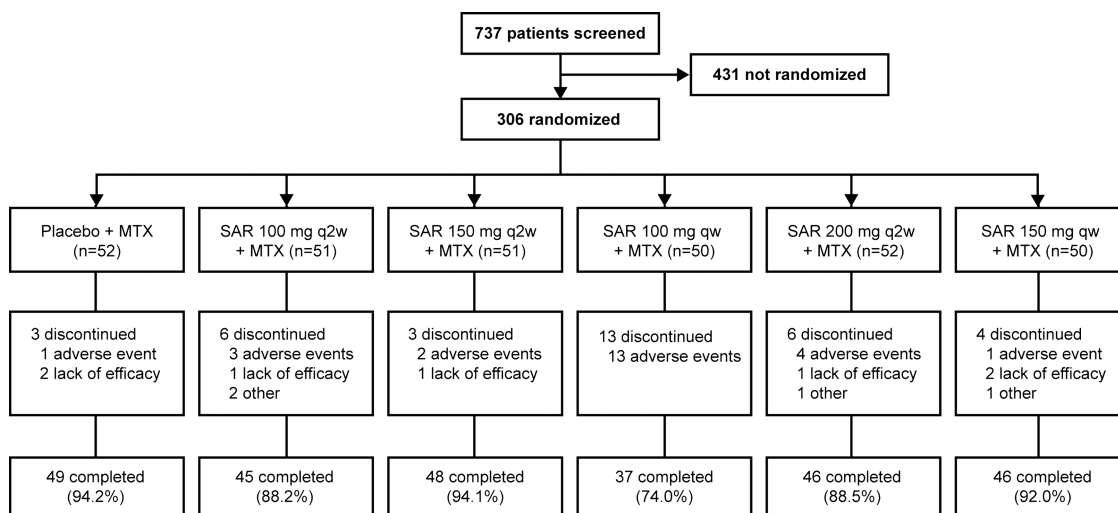 737 patients screened
431 not randomized
306 randomized
Placebo + MTX
(n=52)
SAR 100 mg q2w
+ MTX (n=51)
SAR 150 mg q2w
+ MTX (n=51)
SAR 100 mg qw
+ MTX (n=50)
SAR 200 mg q2w
+ MTX (n=52)
SAR 150 mg qw
+ MTX (n=50)
3 discontinued
1 adverse event
2 lack of efficacy
6 discontinued
3 adverse events
1 lack of efficacy
2 other
3 discontinued
2 adverse events
1 lack of efficacy
13 discontinued
13 adverse events
6 discontinued
4 adverse events
1 lack of efficacy
1 other
4 discontinued
1 adverse event
2 lack of efficacy
1 other
49 completed
(94.2%)
45 completed
(88.2%)
48 completed
(94.1%)
37 completed
(74.0%)
46 completed
(88.5%)
46 completed
(92.0%)